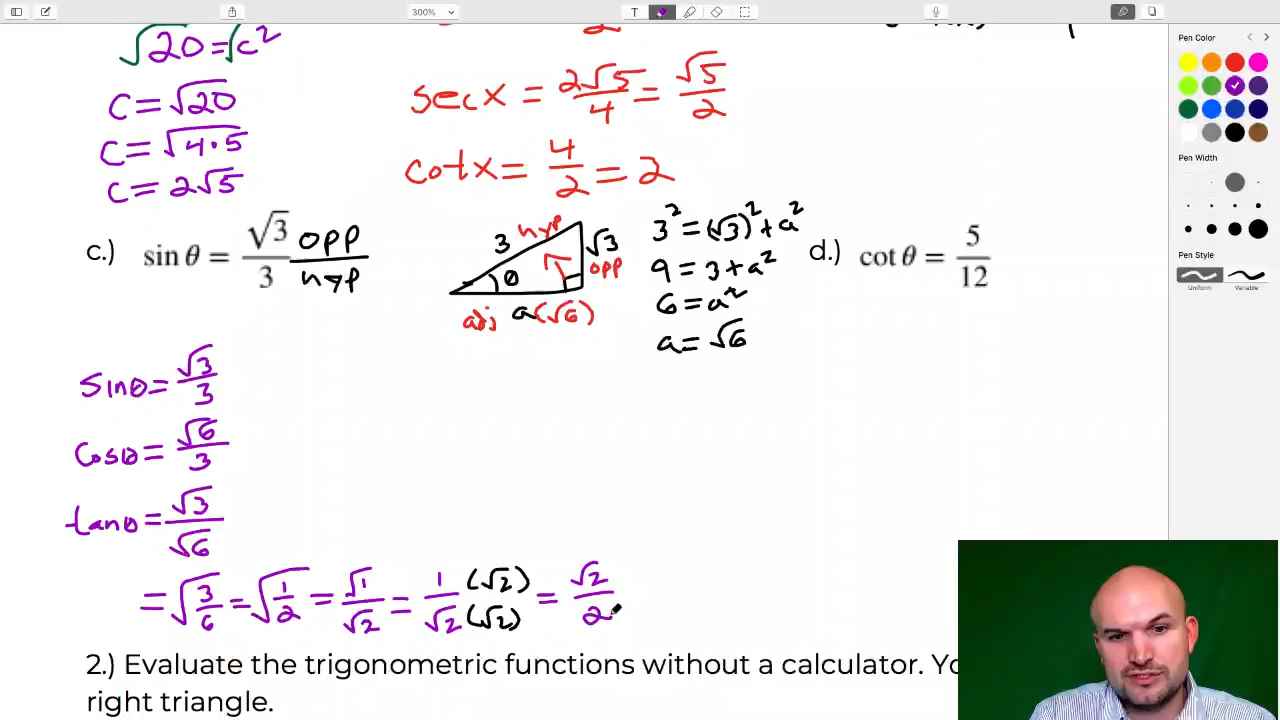 300%
T
Pen Color
Pen Width
Pen Style
Uniform
Variable
√20 = √c²
c = √20
c = √4•5
c = 2√5
2
sec x = 2√5/4 = √5/2
cot x = 4/2 = 2
c.) sin θ = √3/3 opp/hyp
3 hyp √3 opp θ adj a(√6)
3² = (√3)² + a²
9 = 3 + a²
6 = a²
a = √6
d.) cot θ = 5/12
sin θ = √3/3
cos θ = √6/3
tan θ = √3/√6
= √3/6 = √1/2 = √1/√2 = 1/√2 (√2)/(√2) = √2/2
2.) Evaluate the trigonometric functions without a calculator. Yo
right triangle.